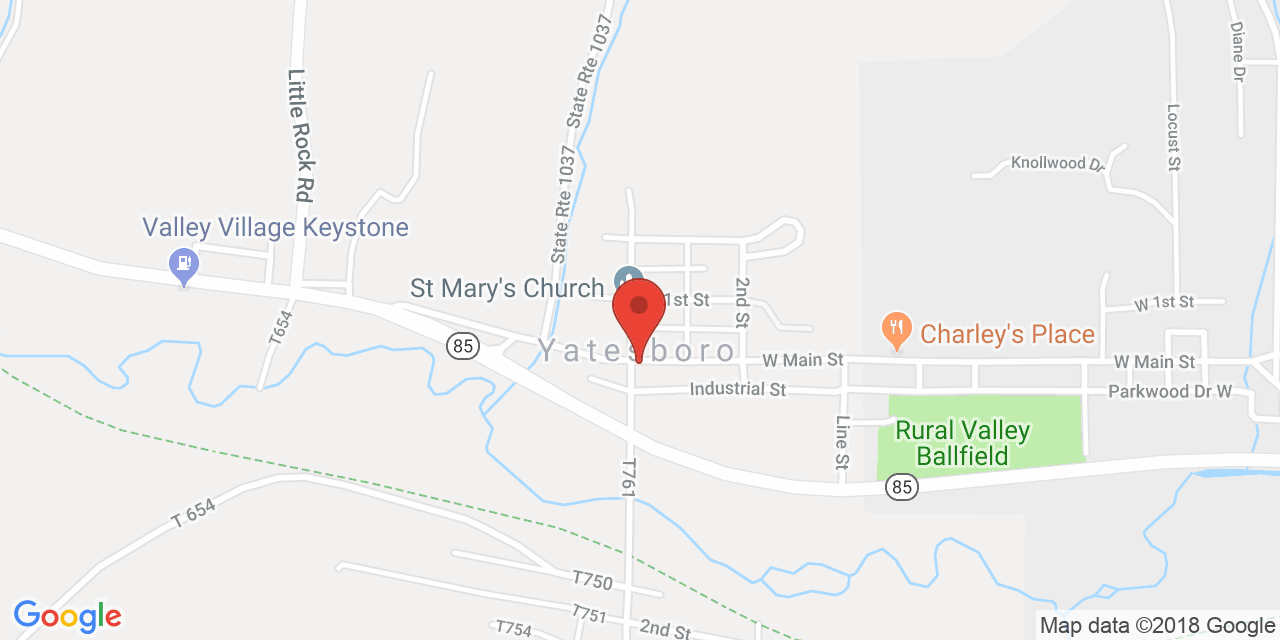 Diane Dr
State Rte 1037
Little Rock Rd
Locust St
State Rte 1037
Knollwood Dr
Valley Village Keystone
St Mary's Church
2nd St
1st St
W 1st St
T654
85
Charley's Place
Yatesboro
W Main St
W Main St
Industrial St
Parkwood Dr W
Line St
Rural Valley
Ballfield
T761
85
T 654
T750
T751
T754
2nd St
Google
Map data ©2018 Google